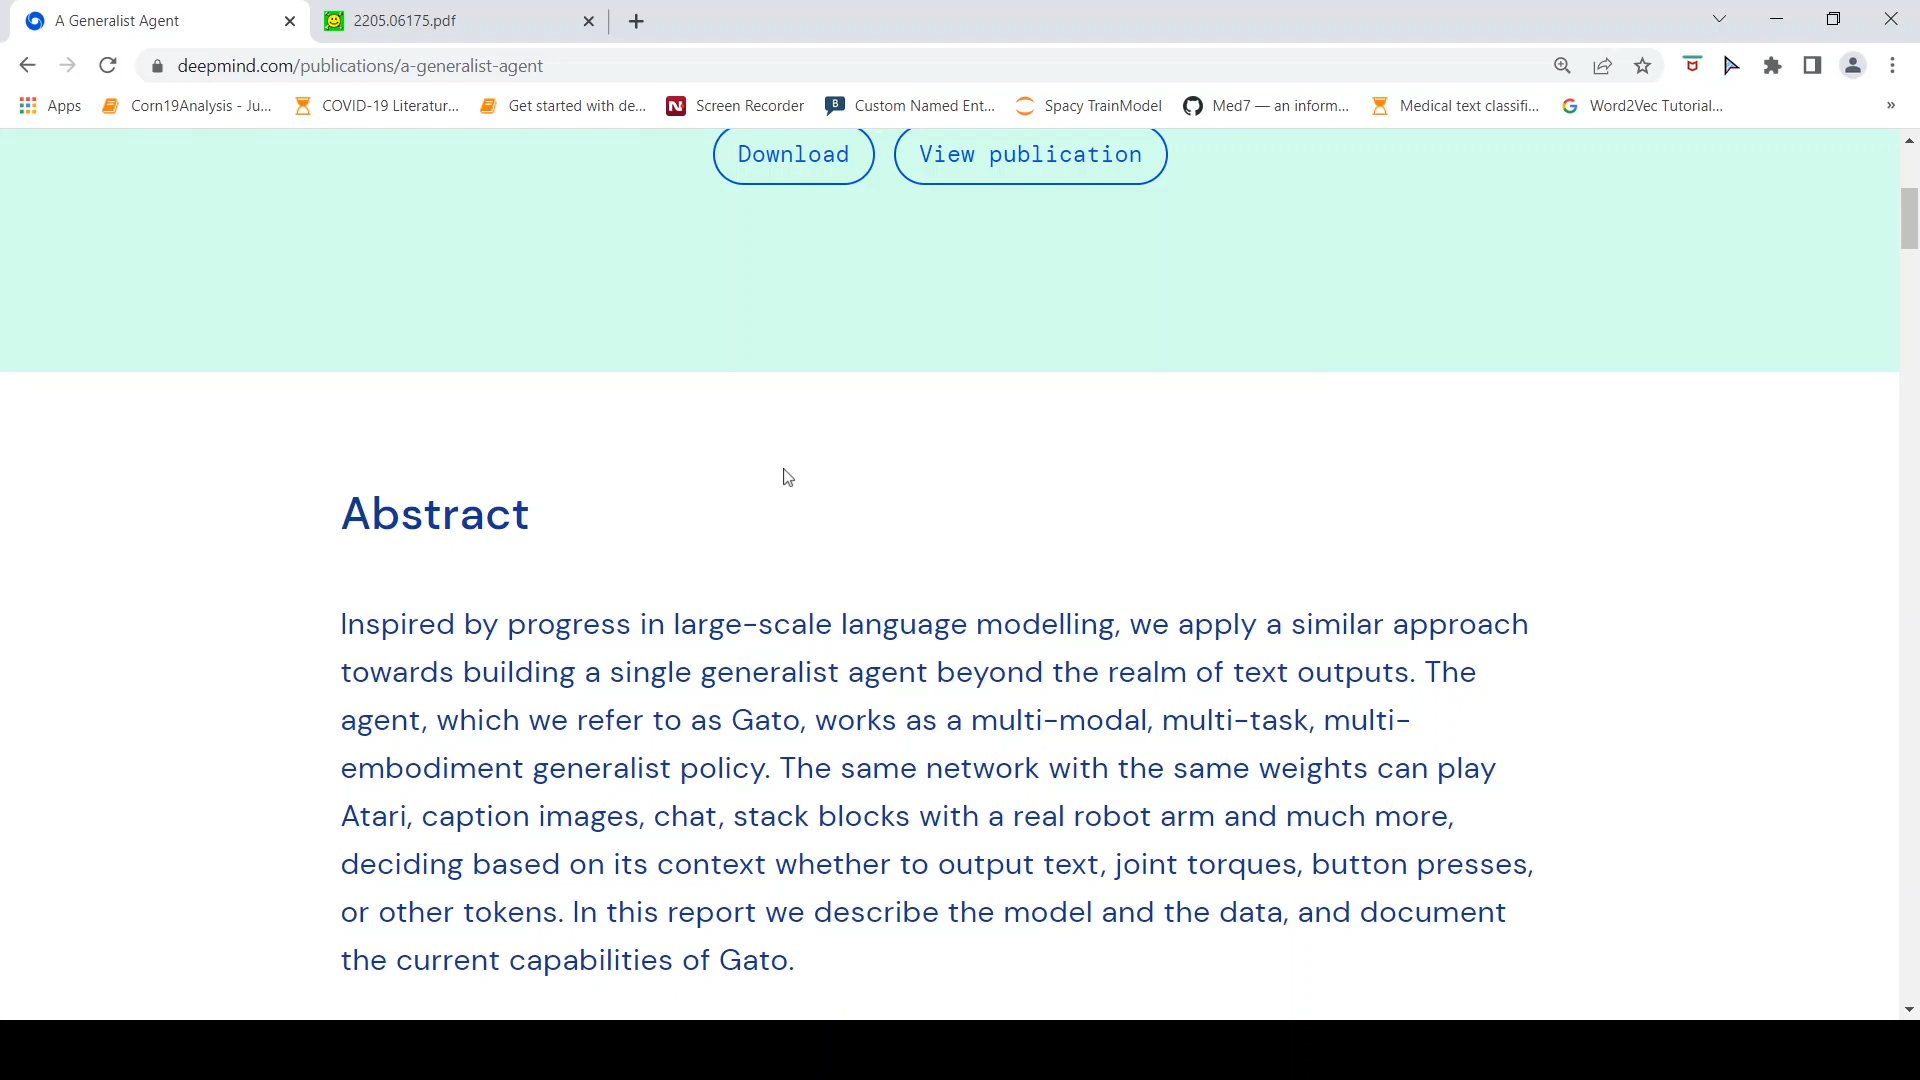 A Generalist Agent
2205.06175.pdf
deepmind.com/publications/a-generalist-agent
Apps
Corn19Analysis - Ju...
COVID-19 Literatur...
Get started with de...
Screen Recorder
Custom Named Ent...
Spacy TrainModel
Med7 — an inform...
Medical text classifi...
Word2Vec Tutorial...
Download
View publication
Abstract
Inspired by progress in large-scale language modelling, we apply a similar approach
towards building a single generalist agent beyond the realm of text outputs. The
agent, which we refer to as Gato, works as a multi-modal, multi-task, multi-
embodiment generalist policy. The same network with the same weights can play
Atari, caption images, chat, stack blocks with a real robot arm and much more,
deciding based on its context whether to output text, joint torques, button presses,
or other tokens. In this report we describe the model and the data, and document
the current capabilities of Gato.